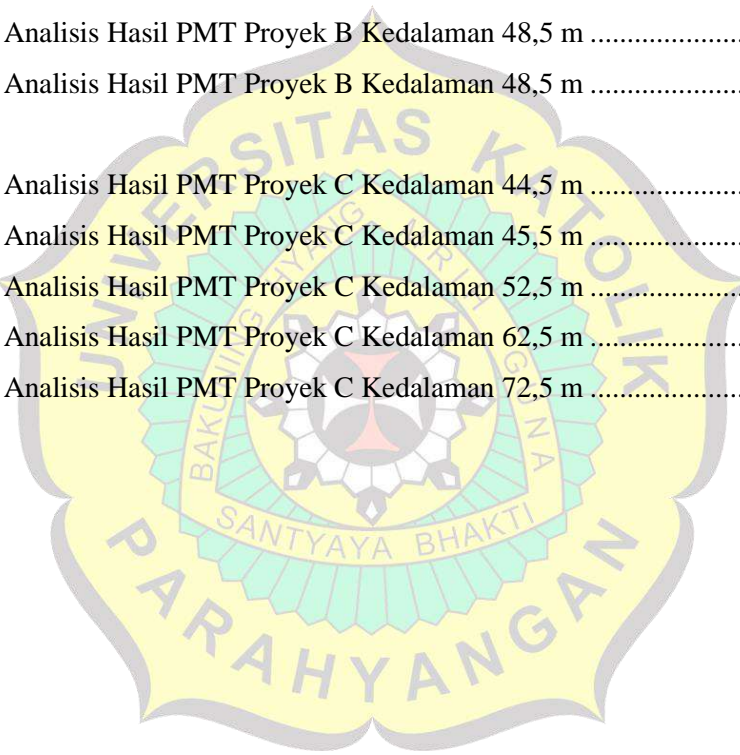 Analisis Hasil PMT Proyek B Kedalaman 48,5 m .....................
Analisis Hasil PMT Proyek B Kedalaman 48,5 m .....................
Analisis Hasil PMT Proyek C Kedalaman 44,5 m .....................
Analisis Hasil PMT Proyek C Kedalaman 45,5 m .....................
Analisis Hasil PMT Proyek C Kedalaman 52,5 m .....................
Analisis Hasil PMT Proyek C Kedalaman 62,5 m .....................
Analisis Hasil PMT Proyek C Kedalaman 72,5 m .....................
UNIVERSITAS KATOLIK
PARAHYANGAN
BAKUNING HYANG MRIH GUNA
SANTYAYA BHAKTI